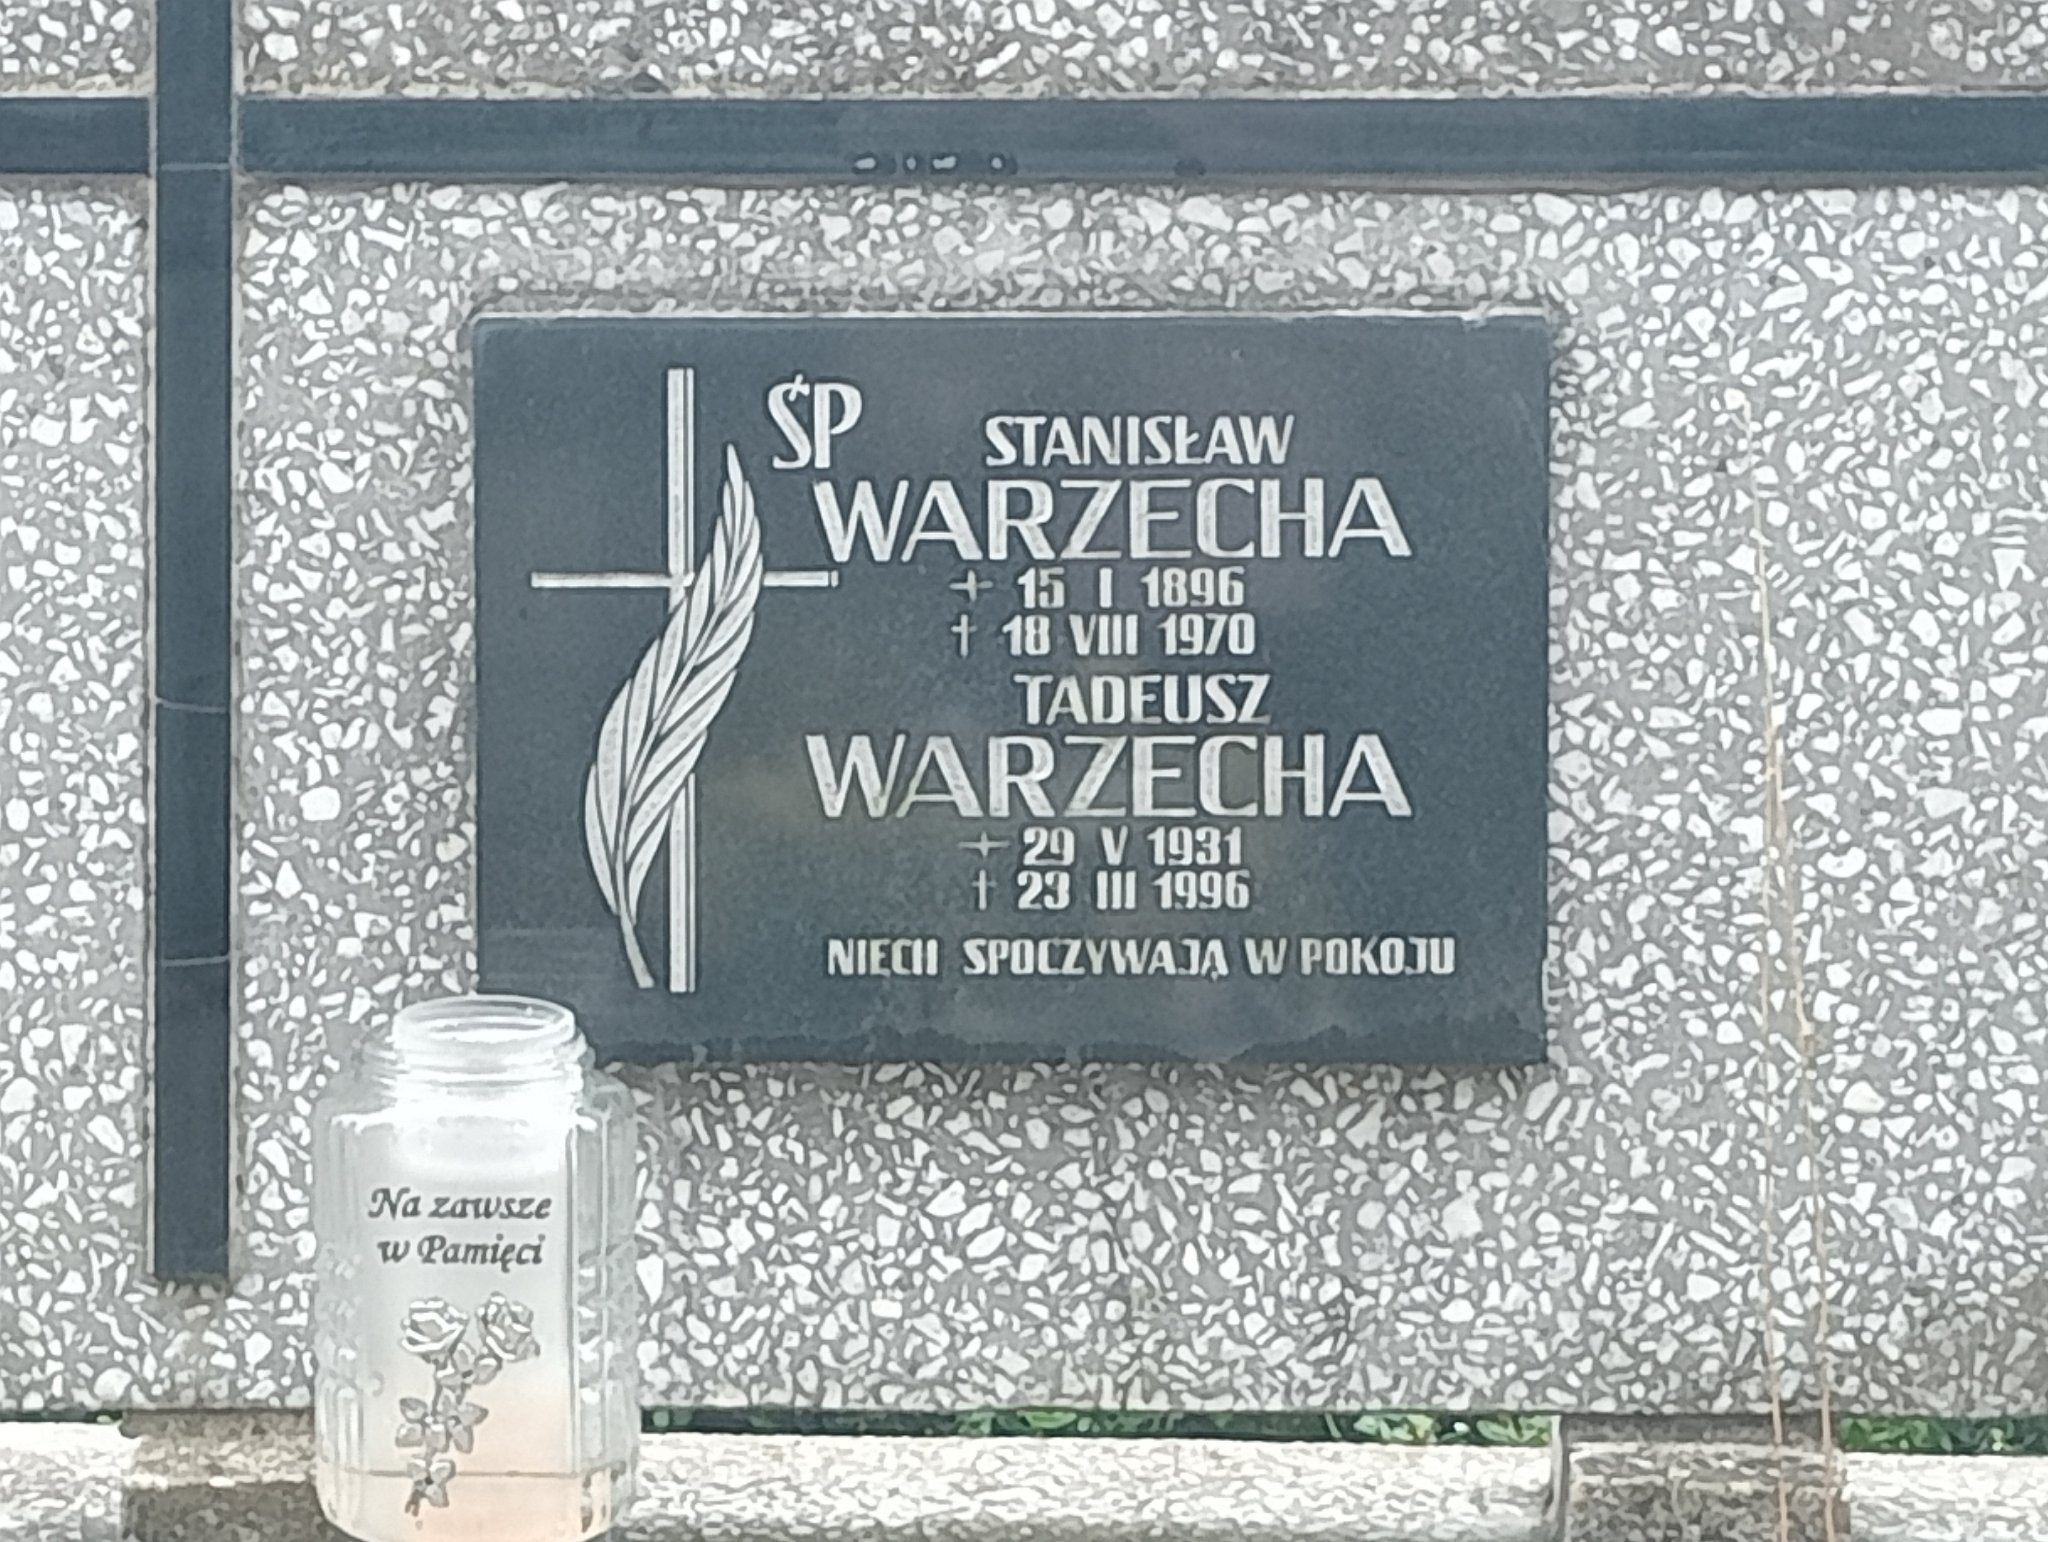 ŚP
STANISŁAW
WARZECHA
+ 15 I 1896
† 18 VIII 1970
TADEUSZ
WARZECHA
+ 29 V 1931
† 23 III 1996
NIECH SPOCZYWAJĄ W POKOJU
Na zawsze
w Pamięci